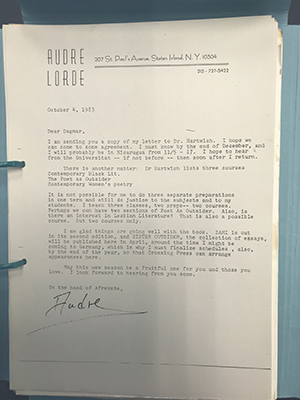 AUDRE
LORDE
207 St. Paul's Avenue, Staten Island, N.Y. 10304
212-727-5402
October 4, 1983
Dear Dagmar,
I am sending you a copy of my letter to Dr. Hartwich. I hope we
can come to some agreement. I must know by the end of December, and
I will probably be in Nicaragua from 11/5 - 17. I hope to hear
from the Universitat -- if not before -- then soon after I return.
There is another matter: Dr Hartwich lists three courses
Contemporary Black Lit.
The Poet as Outsider
Contemporary Women's poetry
It is not possible for me to do three separate preparations
in one term and still do justice to the subjects and to my
students. I teach three classes, two preps-- two courses.
Perhaps we can have two sections of Poet As Outsider. Also, is
there an interest in Lesbian Literature? That is also a possible
course. But two courses only.
I am glad things are going well with the book. ZAMI is out
in its second edition, and SISTER OUTSIDER, the collection of essays,
will be published here in April, around the time I might be
coming to Germany, which is why I must finalize schedules, also,
by the end of the year, so that Crossing Press can arrange
appearances here.
May this new season be a fruitful one for you and those you
love. I look forward to hearing from you soon.
In the hand of Afrekete,
Audre